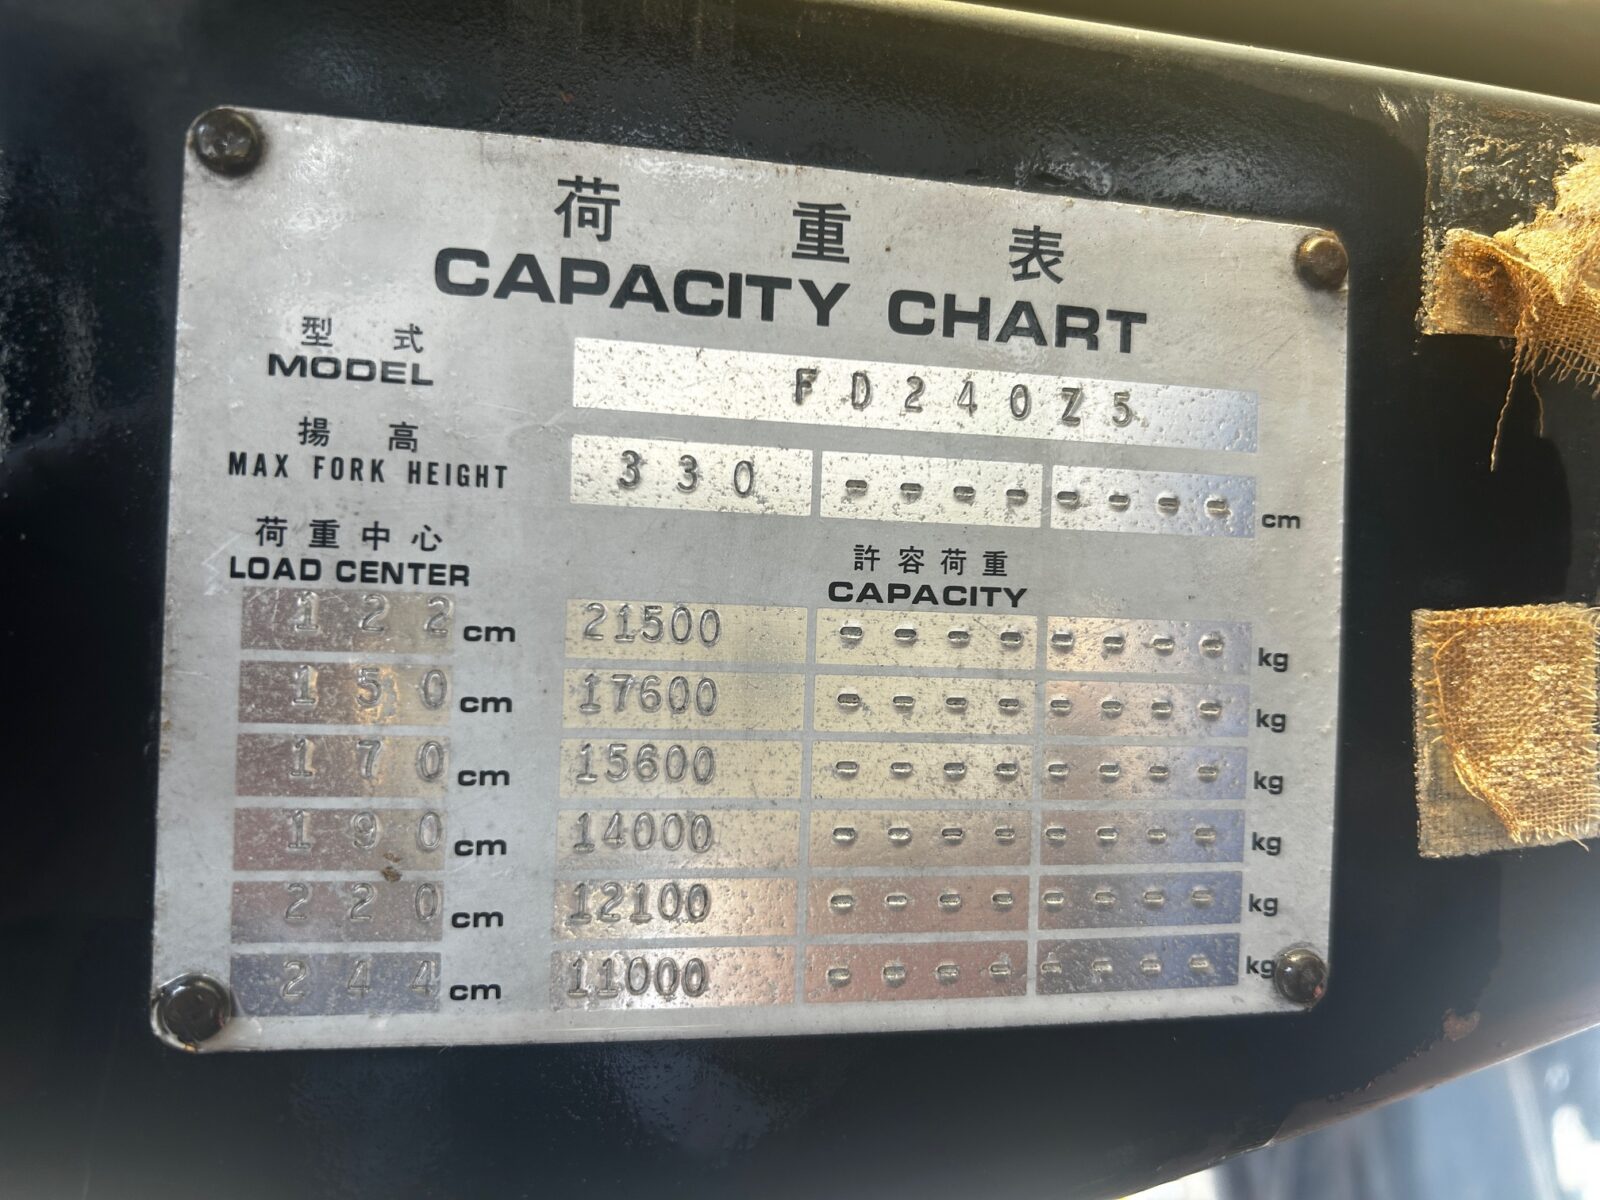 荷重表
CAPACITY CHART
型式
MODEL FD240Z5
揚高
MAX FORK HEIGHT 330 ---- ---- cm
荷重中心 許容荷重
LOAD CENTER CAPACITY
122 cm 21500 ---- ---- kg
150 cm 17600 ---- ---- kg
170 cm 15600 ---- ---- kg
190 cm 14000 ---- ---- kg
220 cm 12100 ---- ---- kg
244 cm 11000 ---- ---- kg